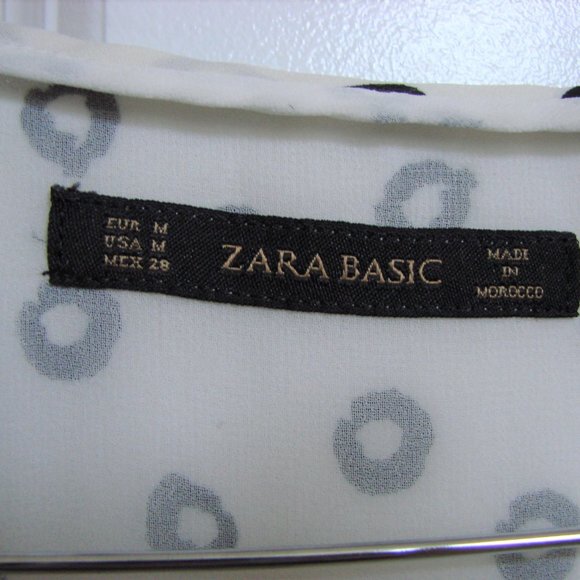 EUR M
USA M
MEX 28
ZARA BASIC
MADE
IN
MOROCCO